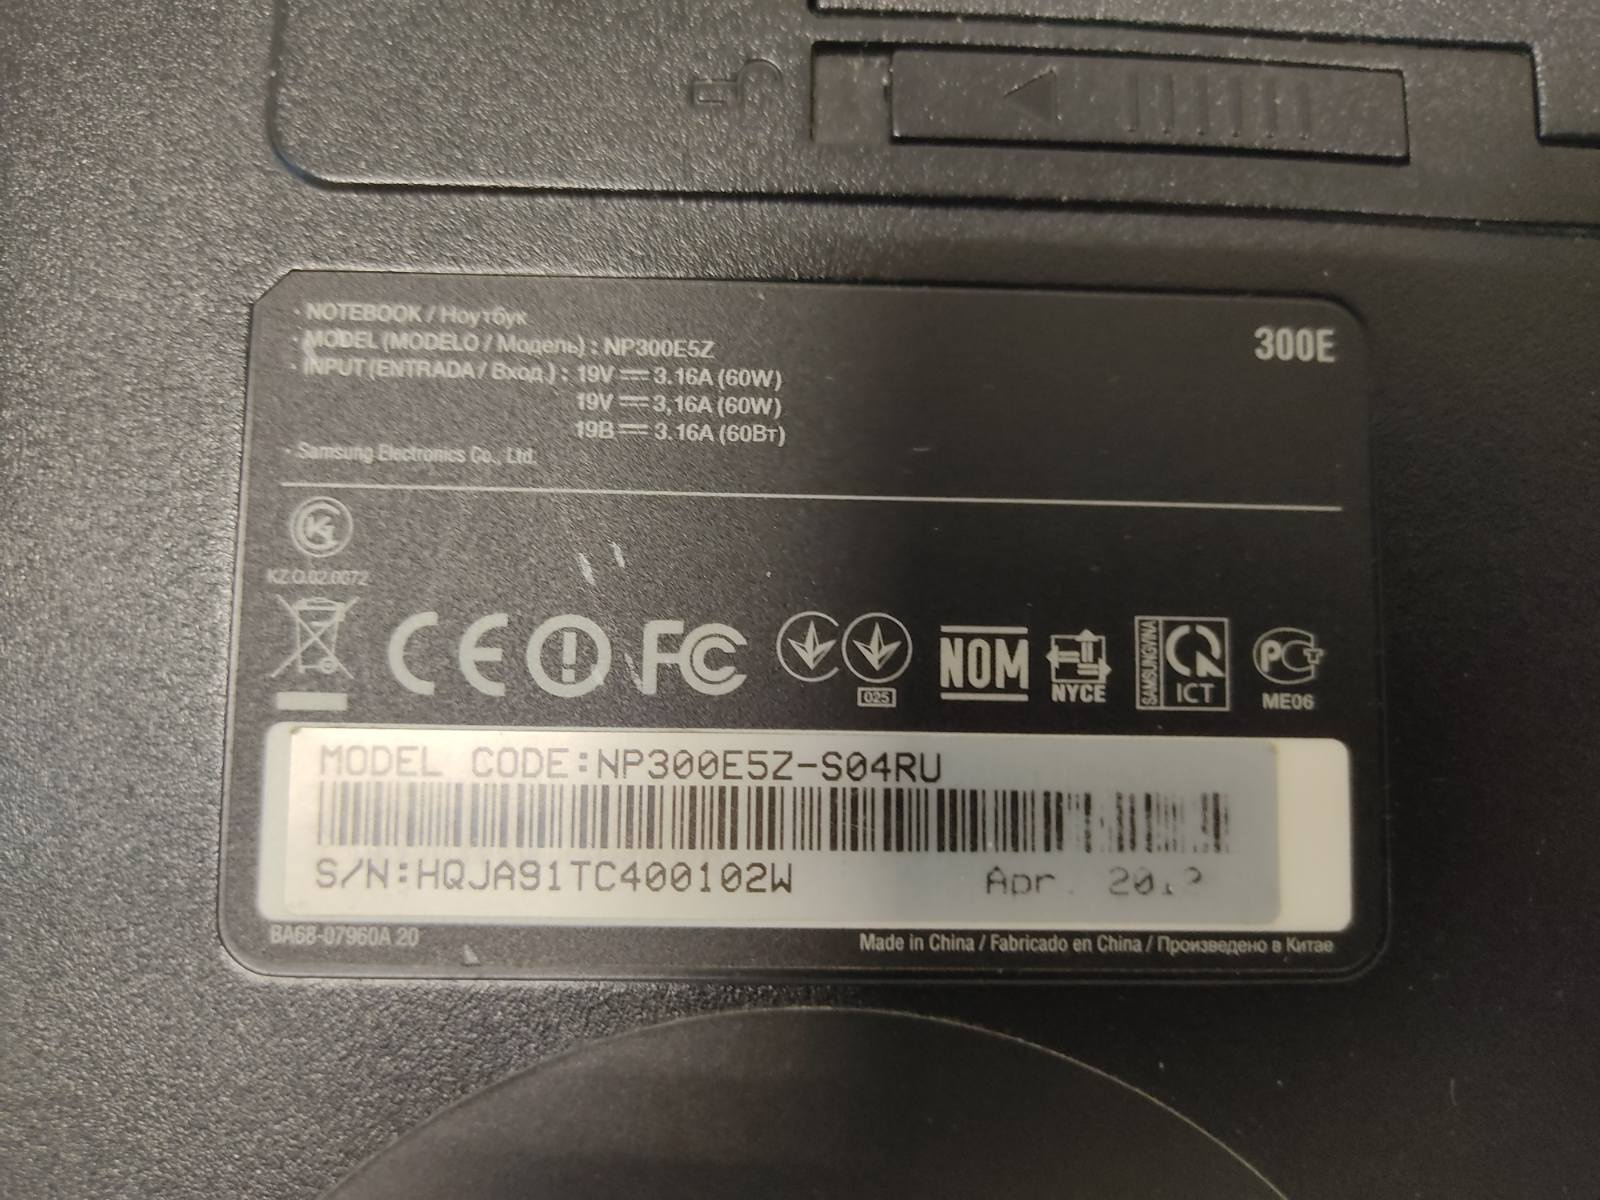 NOTEBOOK / Ноутбук
MODEL (MODELO / Модель) : NP300E5Z
300E
INPUT (ENTRADA / Вход) : 19V 3.16A (60W)
19V 3,16A (60W)
19В 3.16A (60Вт)
Samsung Electronics Co., Ltd.
KZ.O.02.0072
CE FC 025 NOM NYCE SAMSUNGVINA ICT PCT ME06
MODEL CODE:NP300E5Z-S04RU
S/N:HQJA91TC400102W Apr.
BA68-07960A 20
Made in China / Fabricado en China / Произведено в Китае